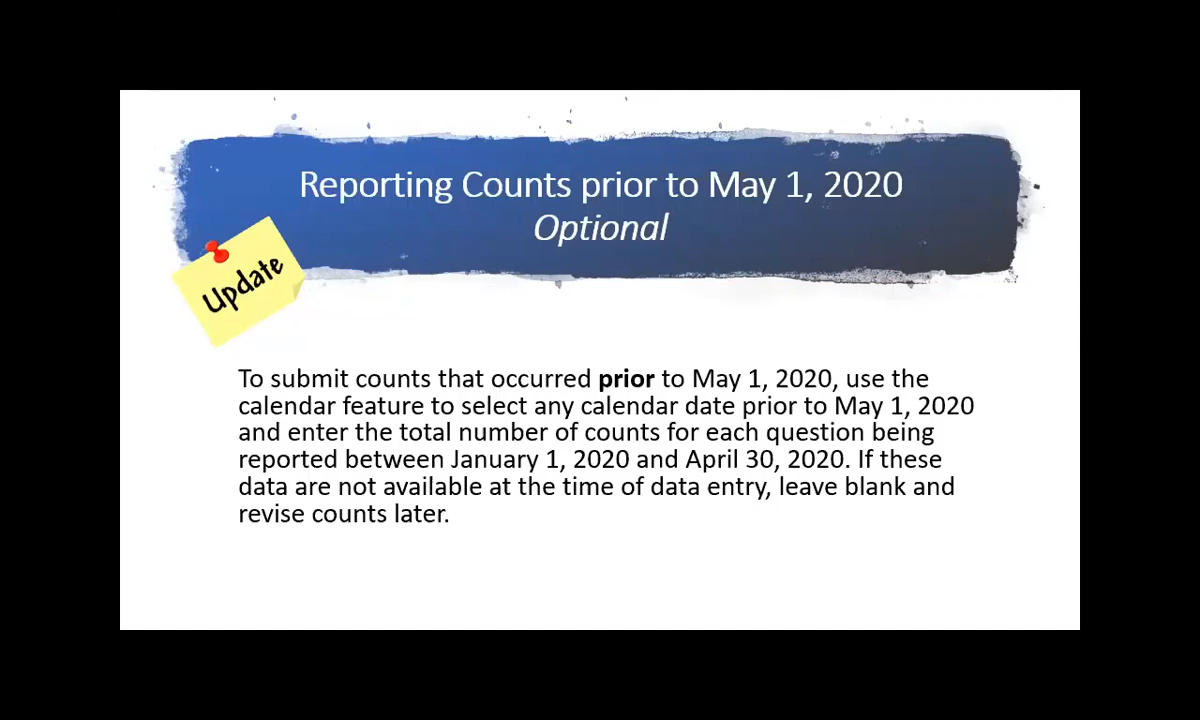 Reporting Counts prior to May 1, 2020
Optional
Update
To submit counts that occurred prior to May 1, 2020, use the
calendar feature to select any calendar date prior to May 1, 2020
and enter the total number of counts for each question being
reported between January 1, 2020 and April 30, 2020. If these
data are not available at the time of data entry, leave blank and
revise counts later.